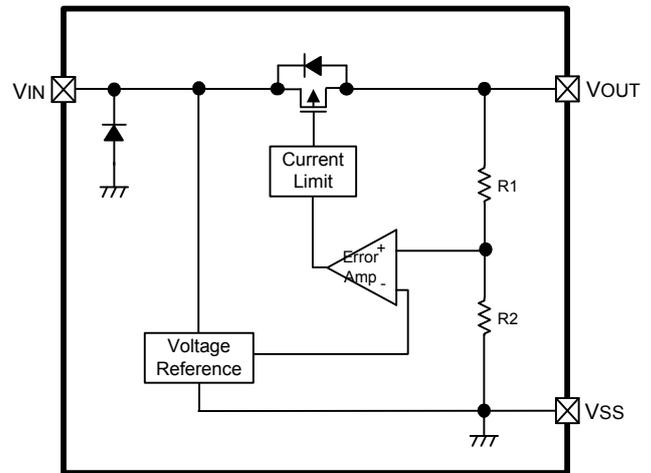 VIN
VOUT
Current
Limit
R1
Error
+
Amp
-
R2
Voltage
Reference
VSS